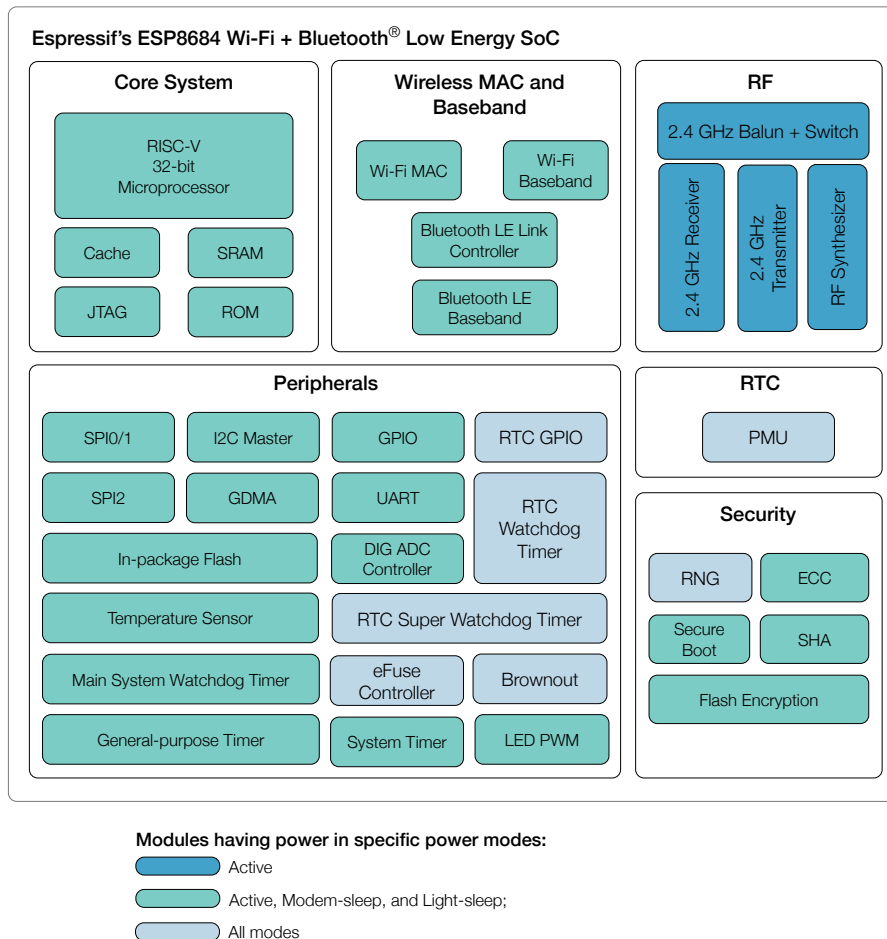 Espressif's ESP8684 Wi-Fi + Bluetooth® Low Energy SoC
Core System
RISC-V
32-bit
Microprocessor
Cache
SRAM
JTAG
ROM
Wireless MAC and
Baseband
Wi-Fi MAC
Wi-Fi
Baseband
Bluetooth LE Link
Controller
Bluetooth LE
Baseband
RF
2.4 GHz Balun + Switch
2.4 GHz Receiver
2.4 GHz
Transmitter
RF Synthesizer
Peripherals
SPI0/1
I2C Master
GPIO
RTC GPIO
SPI2
GDMA
UART
RTC
Watchdog
Timer
In-package Flash
DIG ADC
Controller
Temperature Sensor
RTC Super Watchdog Timer
Main System Watchdog Timer
eFuse
Controller
Brownout
General-purpose Timer
System Timer
LED PWM
RTC
PMU
Security
RNG
ECC
Secure
Boot
SHA
Flash Encryption
Modules having power in specific power modes:
Active
Active, Modem-sleep, and Light-sleep;
All modes